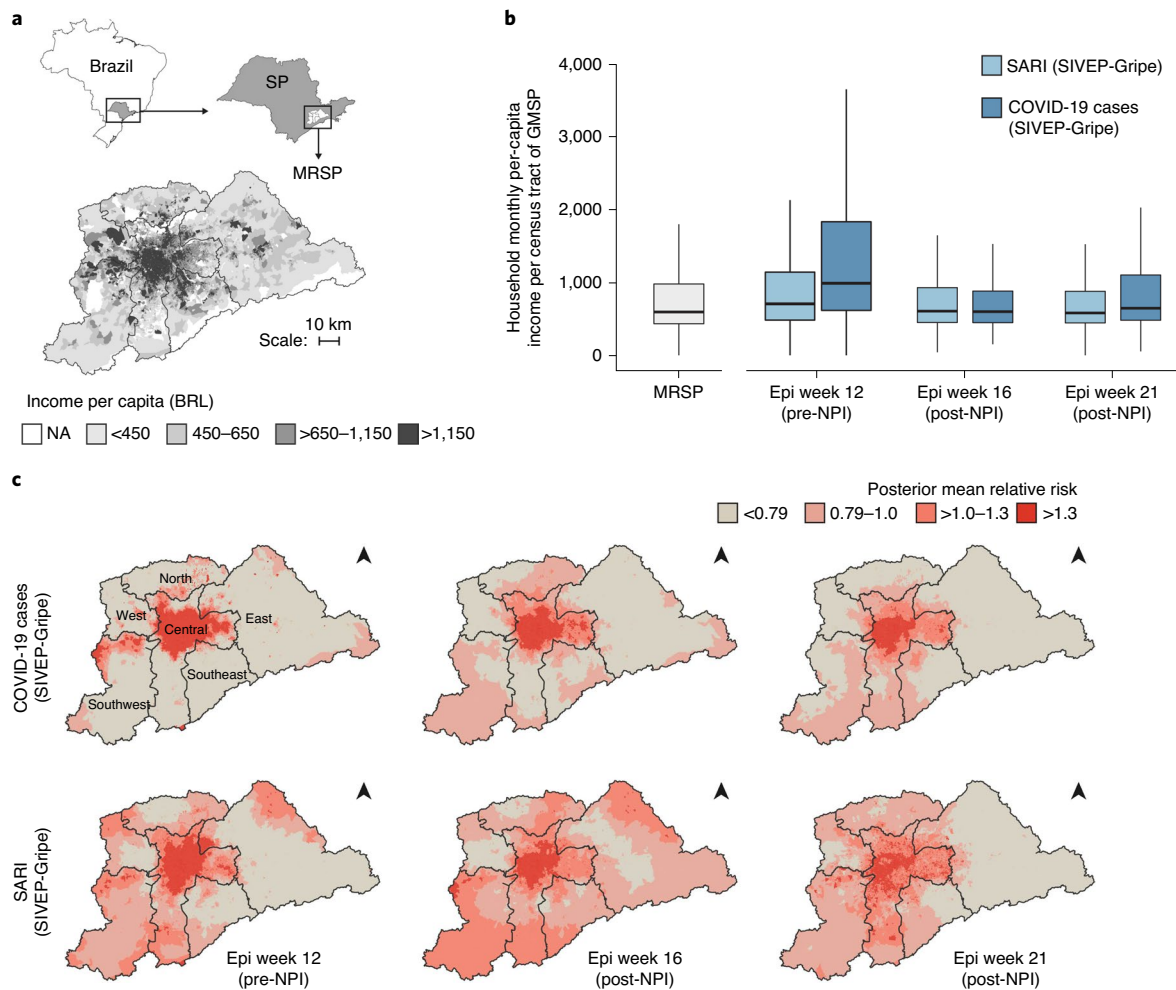 a
Brazil
SP
MRSP
10 km
Scale:
Income per capita (BRL)
NA
<450
450–650
>650–1,150
>1,150
b
Household monthly per-capita
income per census tract of GMSP
4,000
3,000
2,000
1,000
0
SARI (SIVEP-Gripe)
COVID-19 cases
(SIVEP-Gripe)
MRSP
Epi week 12
(pre-NPI)
Epi week 16
(post-NPI)
Epi week 21
(post-NPI)
c
Posterior mean relative risk
<0.79
0.79–1.0
>1.0–1.3
>1.3
COVID-19 cases
(SIVEP-Gripe)
North
West
East
Central
Southeast
Southwest
SARI
(SIVEP-Gripe)
Epi week 12
(pre-NPI)
Epi week 16
(post-NPI)
Epi week 21
(post-NPI)